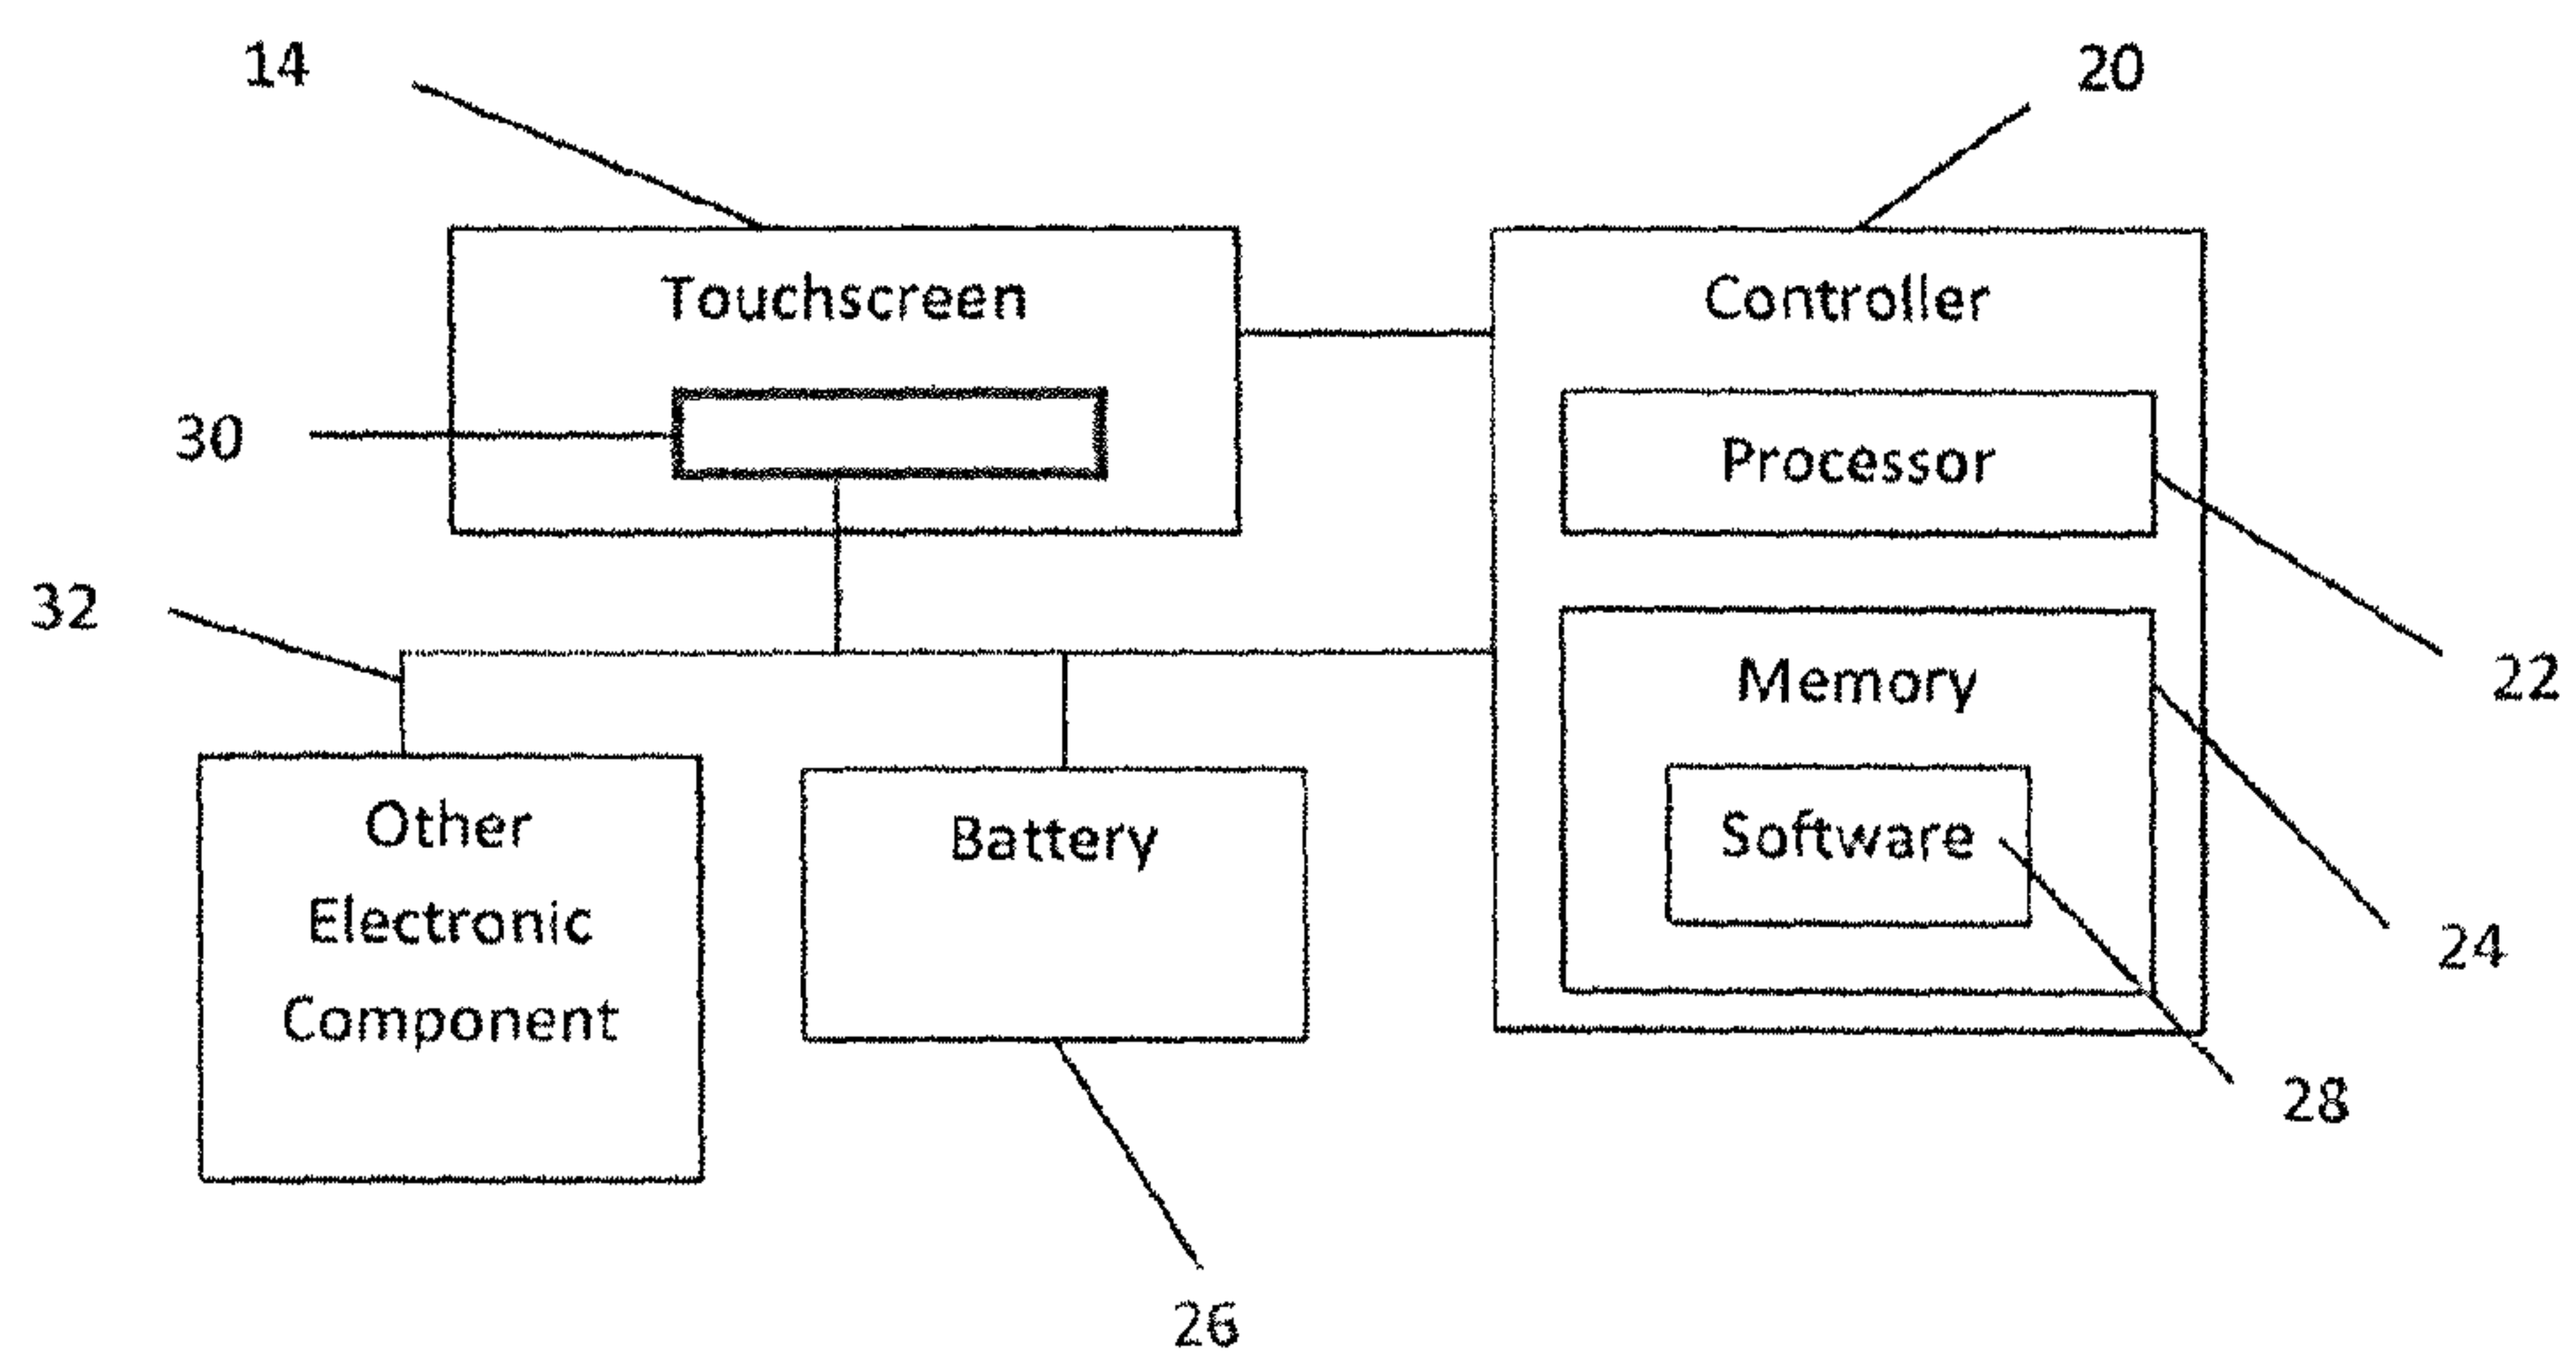 14
20
Touchscreen
Controller
30
Processor
32
Memory
22
Software
Other
Electronic
Component
Battery
24
28
26